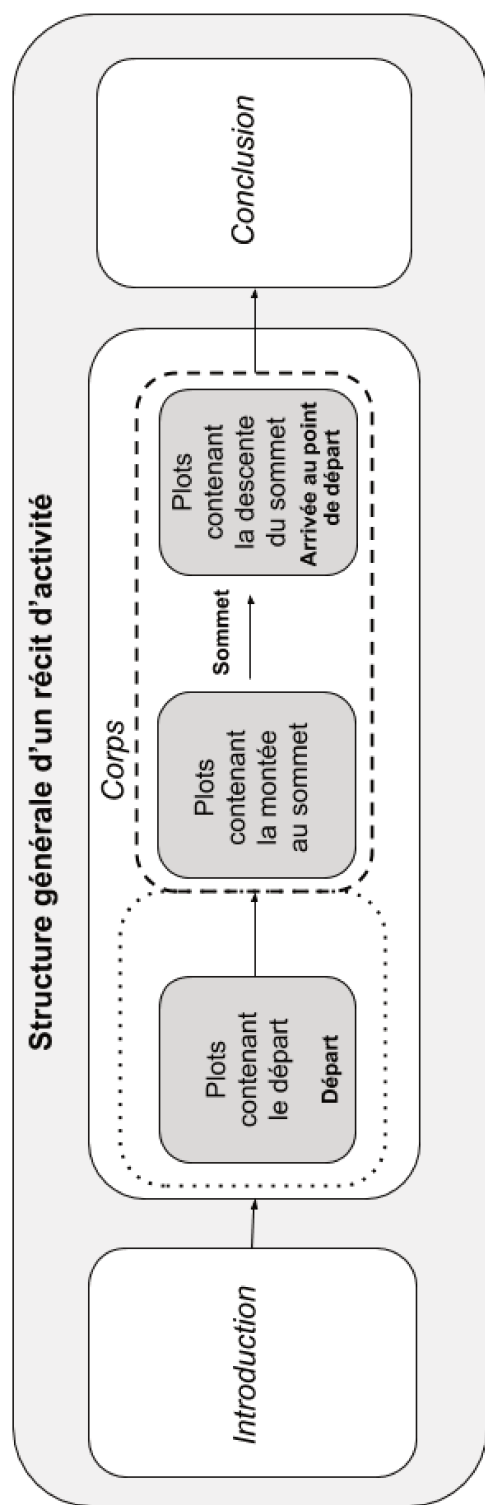 Structure générale d'un récit d'activité
Introduction
Corps
Plots
contenant
le départ
Départ
Plots
contenant
la montée
au sommet
Sommet
Plots
contenant
la descente
du sommet
Arrivée au point
de départ
Conclusion